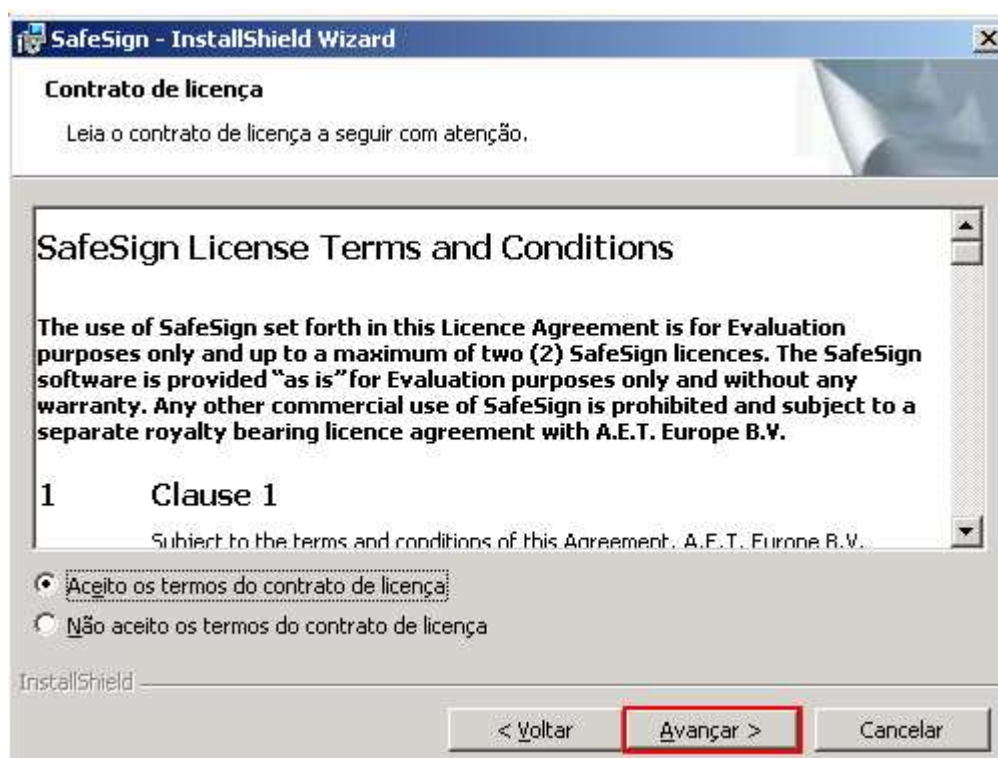 SafeSign - InstallShield Wizard
Contrato de licença
Leia o contrato de licença a seguir com atenção.
SafeSign License Terms and Conditions
The use of SafeSign set forth in this Licence Agreement is for Evaluation
purposes only and up to a maximum of two (2) SafeSign licences. The SafeSign
software is provided "as is" for Evaluation purposes only and without any
warranty. Any other commercial use of SafeSign is prohibited and subject to a
separate royalty bearing licence agreement with A.E.T. Europe B.V.
1 Clause 1
Subject to the terms and conditions of this Agreement, A.E.T. Europe B.V.
Aceito os termos do contrato de licença
Não aceito os termos do contrato de licença
InstallShield
< Voltar Avançar > Cancelar